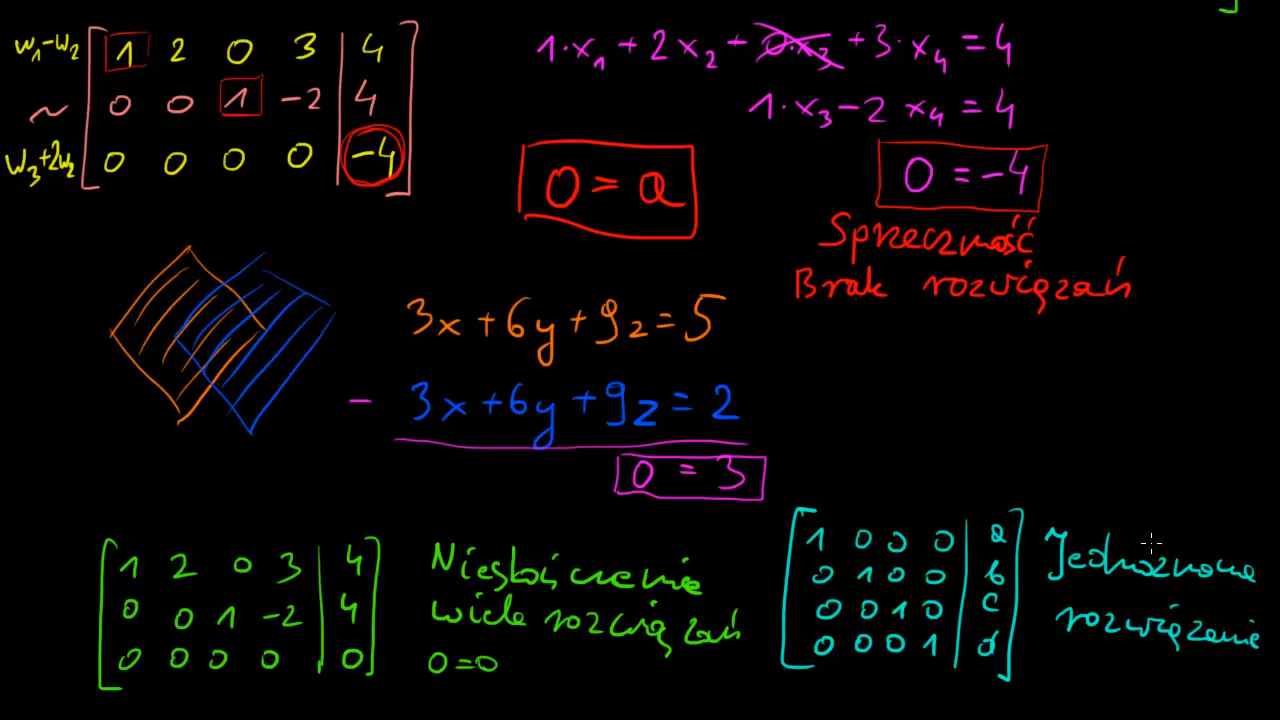 w₁-w₂ [ 1 2 0 3 | 4 ]
~ [ 0 0 1 -2 | 4 ]
w₃+2w₂ [ 0 0 0 0 | -4 ]
1·x₁ + 2x₂ + 0·x₃ + 3·x₄ = 4
1·x₃ - 2x₄ = 4
0 = a
0 = -4
Sprzeczność
Brak rozwiązań
3x + 6y + 9z = 5
- 3x + 6y + 9z = 2
0 = 3
[ 1 2 0 3 | 4 ]
[ 0 0 1 -2 | 4 ]
[ 0 0 0 0 | 0 ]
Nieskończenie
wiele rozwiązań
0=0
[ 1 0 0 0 | a ]
[ 0 1 0 0 | b ]
[ 0 0 1 0 | c ]
[ 0 0 0 1 | d ]
Jednoznaczne
rozwiązanie